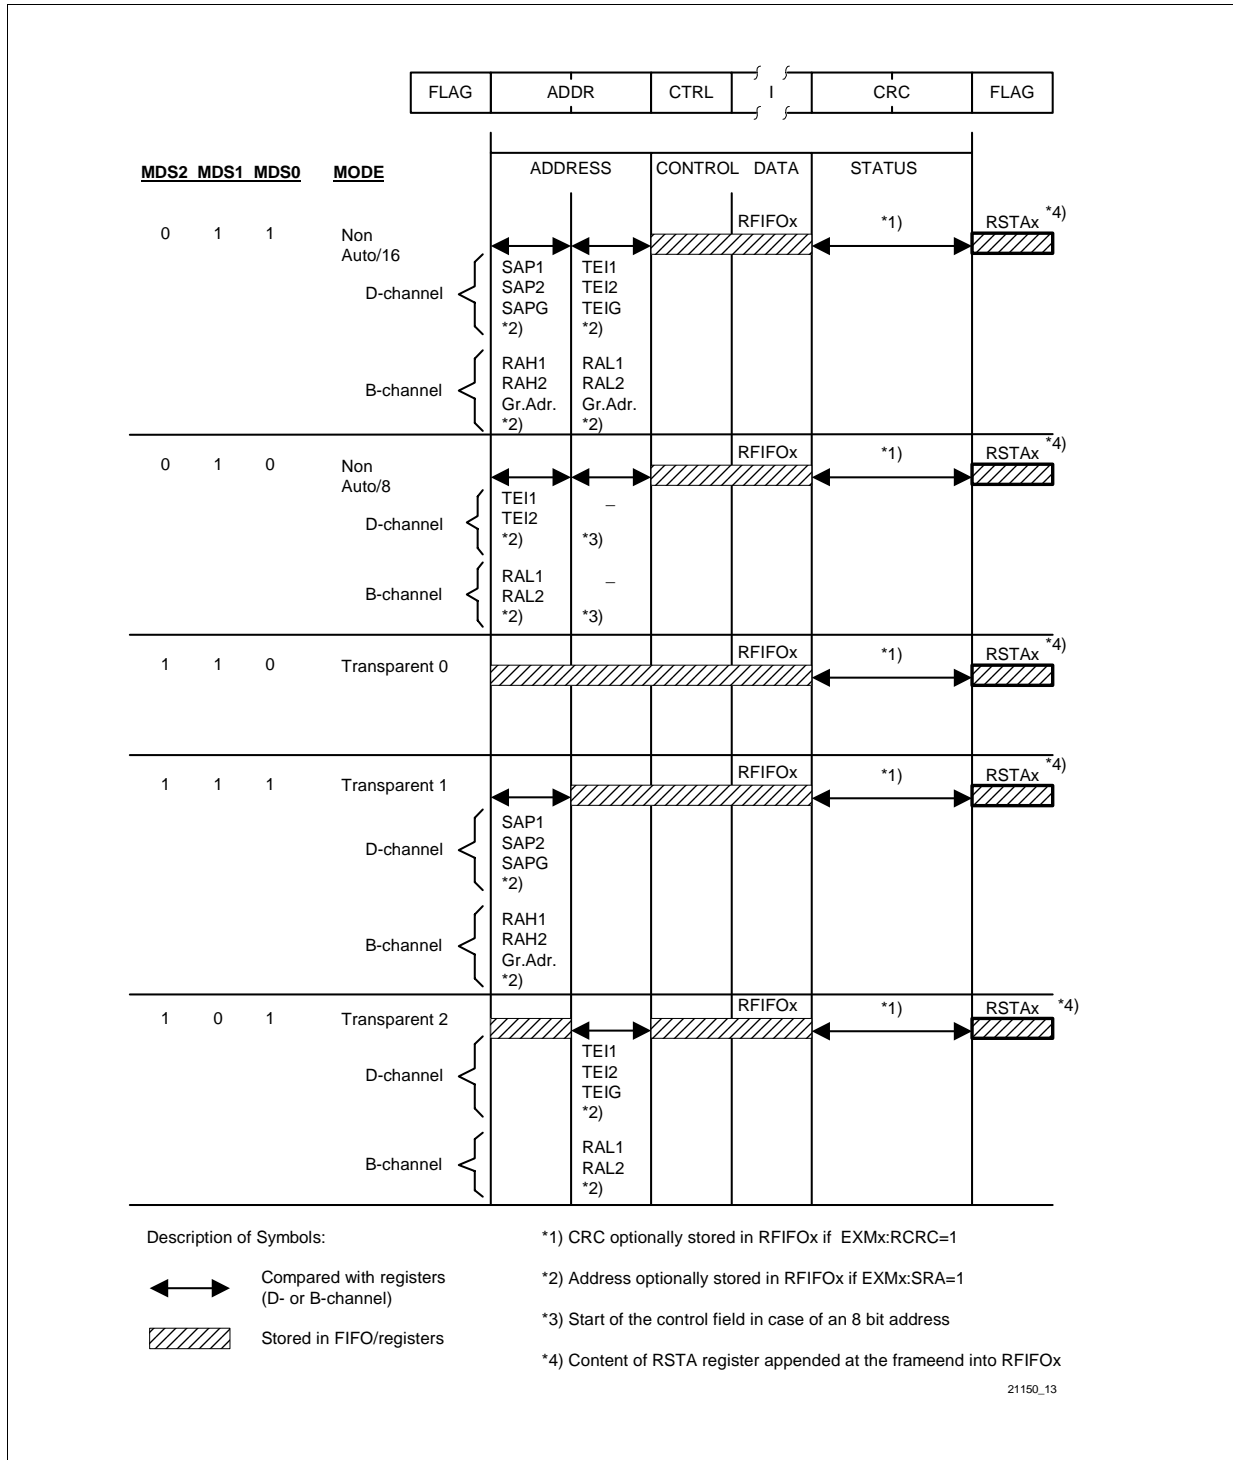 FLAG ADDR CTRL I CRC FLAG
MDS2 MDS1 MDS0 MODE ADDRESS CONTROL DATA STATUS
0 1 1 Non Auto/16 RFIFOx *1) RSTAx *4)
D-channel
SAP1 TEI1
SAP2 TEI2
SAPG TEIG
*2) *2)
B-channel
RAH1 RAL1
RAH2 RAL2
Gr.Adr. Gr.Adr.
*2) *2)
0 1 0 Non Auto/8 RFIFOx *1) RSTAx *4)
D-channel
TEI1 –
TEI2
*2) *3)
B-channel
RAL1 –
RAL2
*2) *3)
1 1 0 Transparent 0 RFIFOx *1) RSTAx *4)
1 1 1 Transparent 1 RFIFOx *1) RSTAx *4)
D-channel
SAP1
SAP2
SAPG
*2)
B-channel
RAH1
RAH2
Gr.Adr.
*2)
1 0 1 Transparent 2 RFIFOx *1) RSTAx *4)
D-channel
TEI1
TEI2
TEIG
*2)
B-channel
RAL1
RAL2
*2)
Description of Symbols:
Compared with registers
(D- or B-channel)
Stored in FIFO/registers
*1) CRC optionally stored in RFIFOx if EXMx:RCRC=1
*2) Address optionally stored in RFIFOx if EXMx:SRA=1
*3) Start of the control field in case of an 8 bit address
*4) Content of RSTA register appended at the frameend into RFIFOx
21150_13